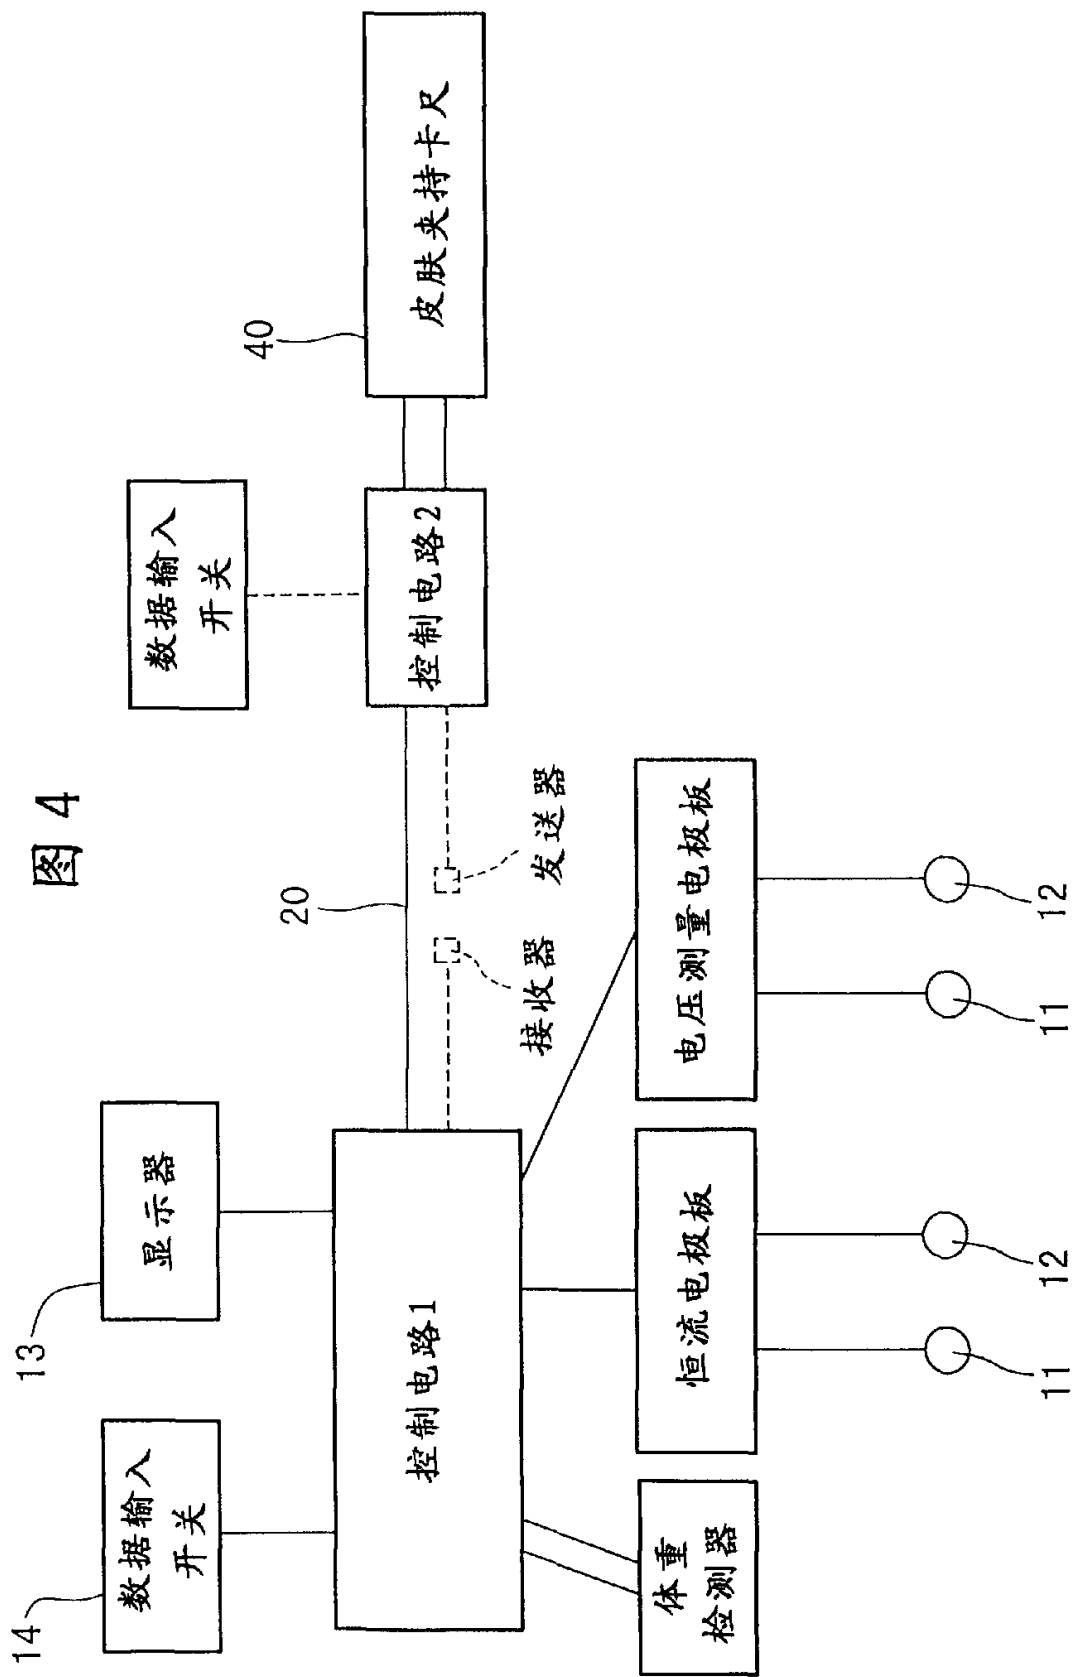 图 4
14
数据输入
开关
13
显示器
数据输入
开关
40
控制电路1
20
接收器
发送器
控制电路2
皮肤夹持卡尺
体重
检测器
恒流电极板
电压测量电极板
11
12
11
12